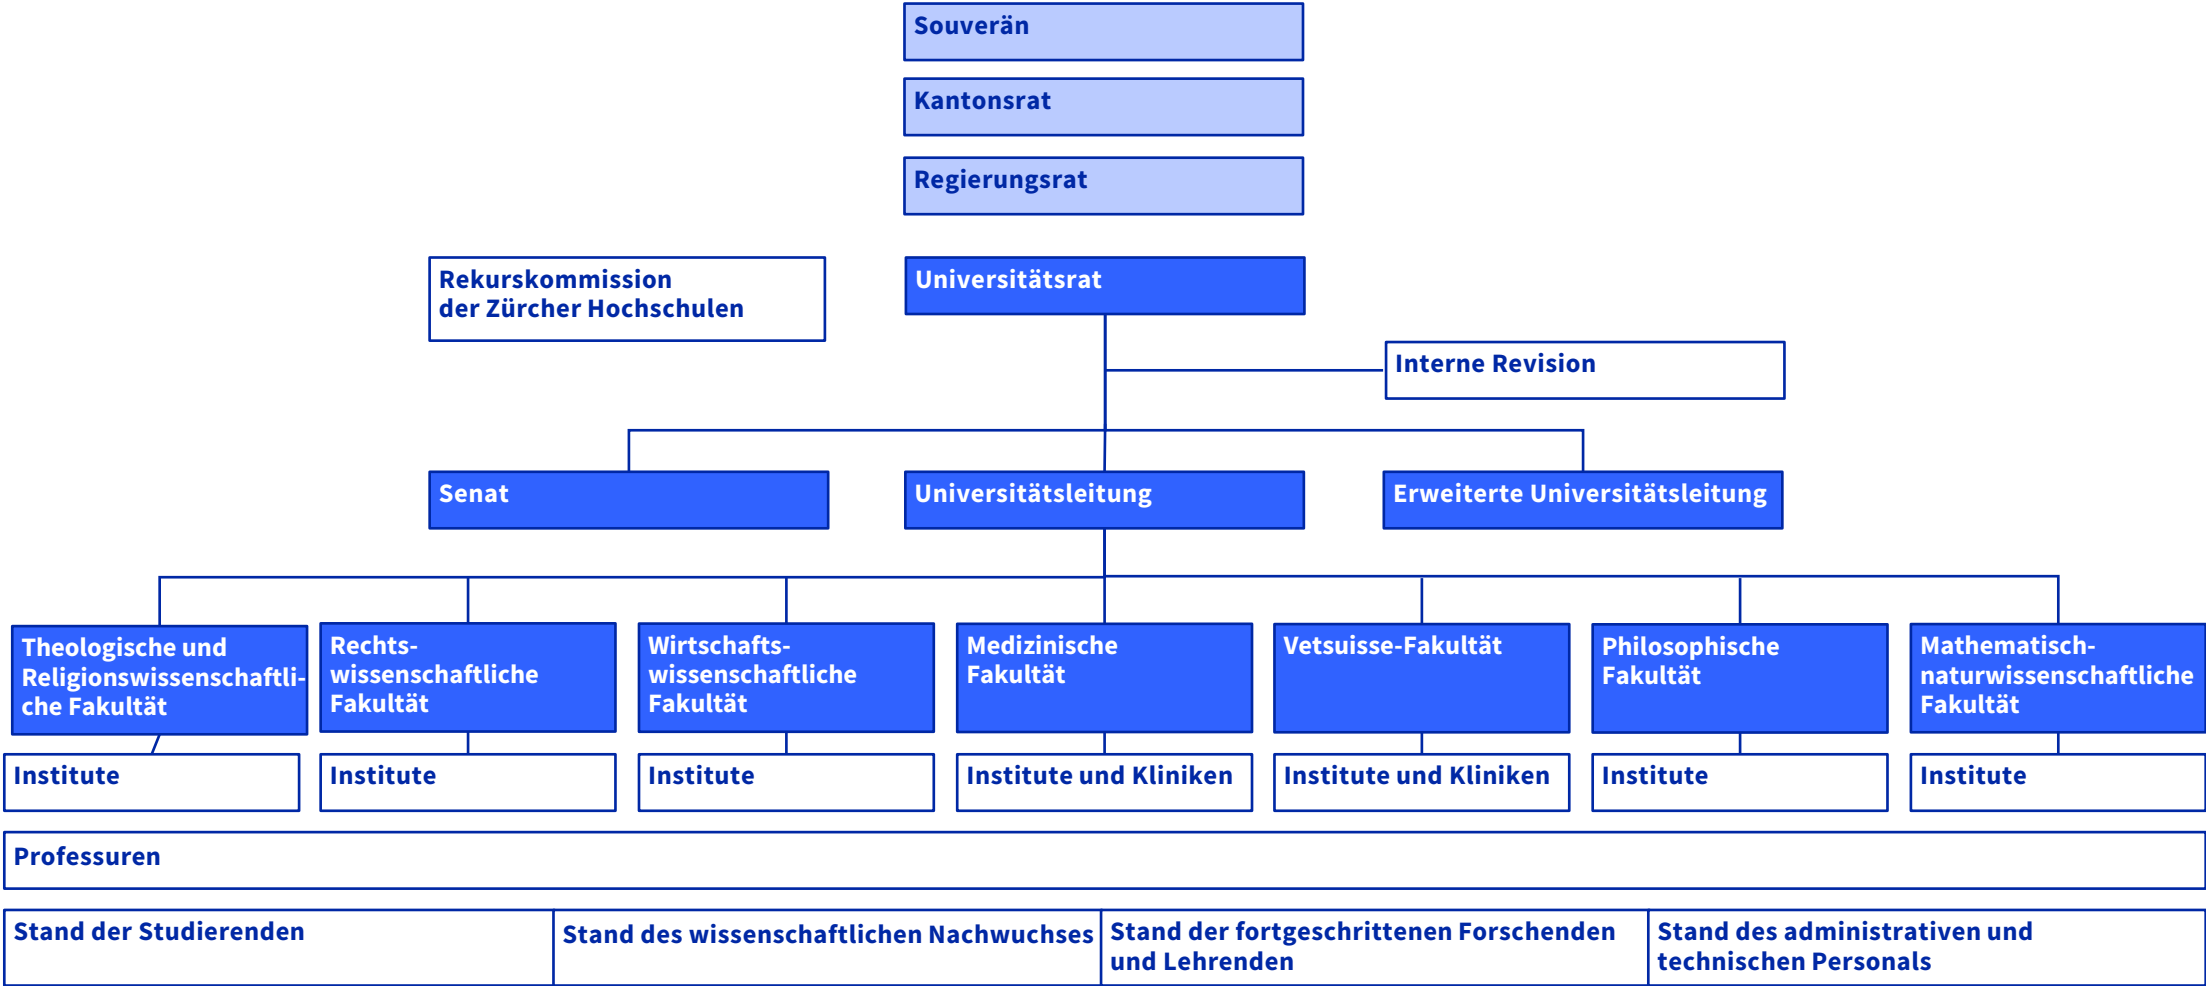 Souverän
Kantonsrat
Regierungsrat
Rekurskommission
der Zürcher Hochschulen
Universitätsrat
Interne Revision
Senat
Universitätsleitung
Erweiterte Universitätsleitung
Theologische und
Religionswissenschaftli-
che Fakultät
Rechts-
wissenschaftliche
Fakultät
Wirtschafts-
wissenschaftliche
Fakultät
Medizinische
Fakultät
Vetsuisse-Fakultät
Philosophische
Fakultät
Mathematisch-
naturwissenschaftliche
Fakultät
Institute
Institute
Institute
Institute und Kliniken
Institute und Kliniken
Institute
Institute
Professuren
Stand der Studierenden
Stand des wissenschaftlichen Nachwuchses
Stand der fortgeschrittenen Forschenden
und Lehrenden
Stand des administrativen und
technischen Personals